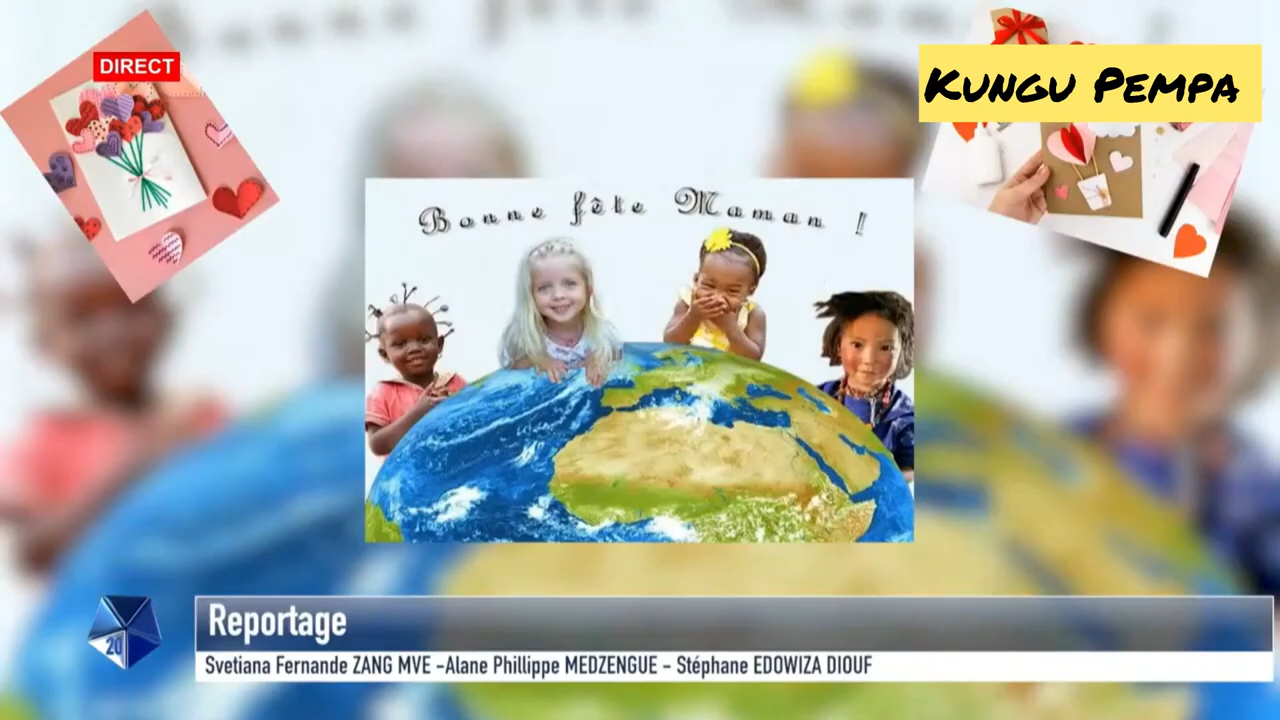 DIRECT
Kungu Pempa
Bonne fête Maman !
20
Reportage
Svetiana Fernande ZANG MVE -Alane Phillippe MEDZENGUE - Stéphane EDOWIZA DIOUF